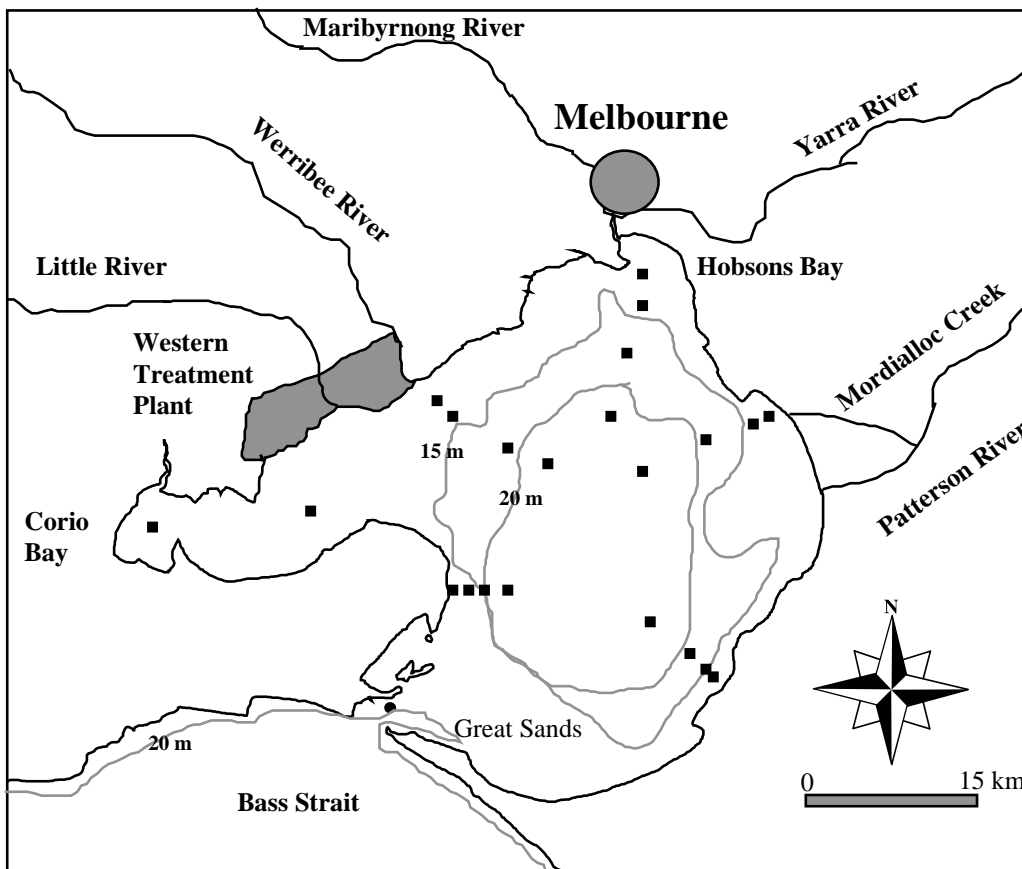 Maribyrnong River
Melbourne
Yarra River
Werribee River
Little River
Hobsons Bay
Western
Treatment
Plant
Mordialloc Creek
15 m
20 m
Patterson River
Corio
Bay
N
Great Sands
20 m
0 15 km
Bass Strait